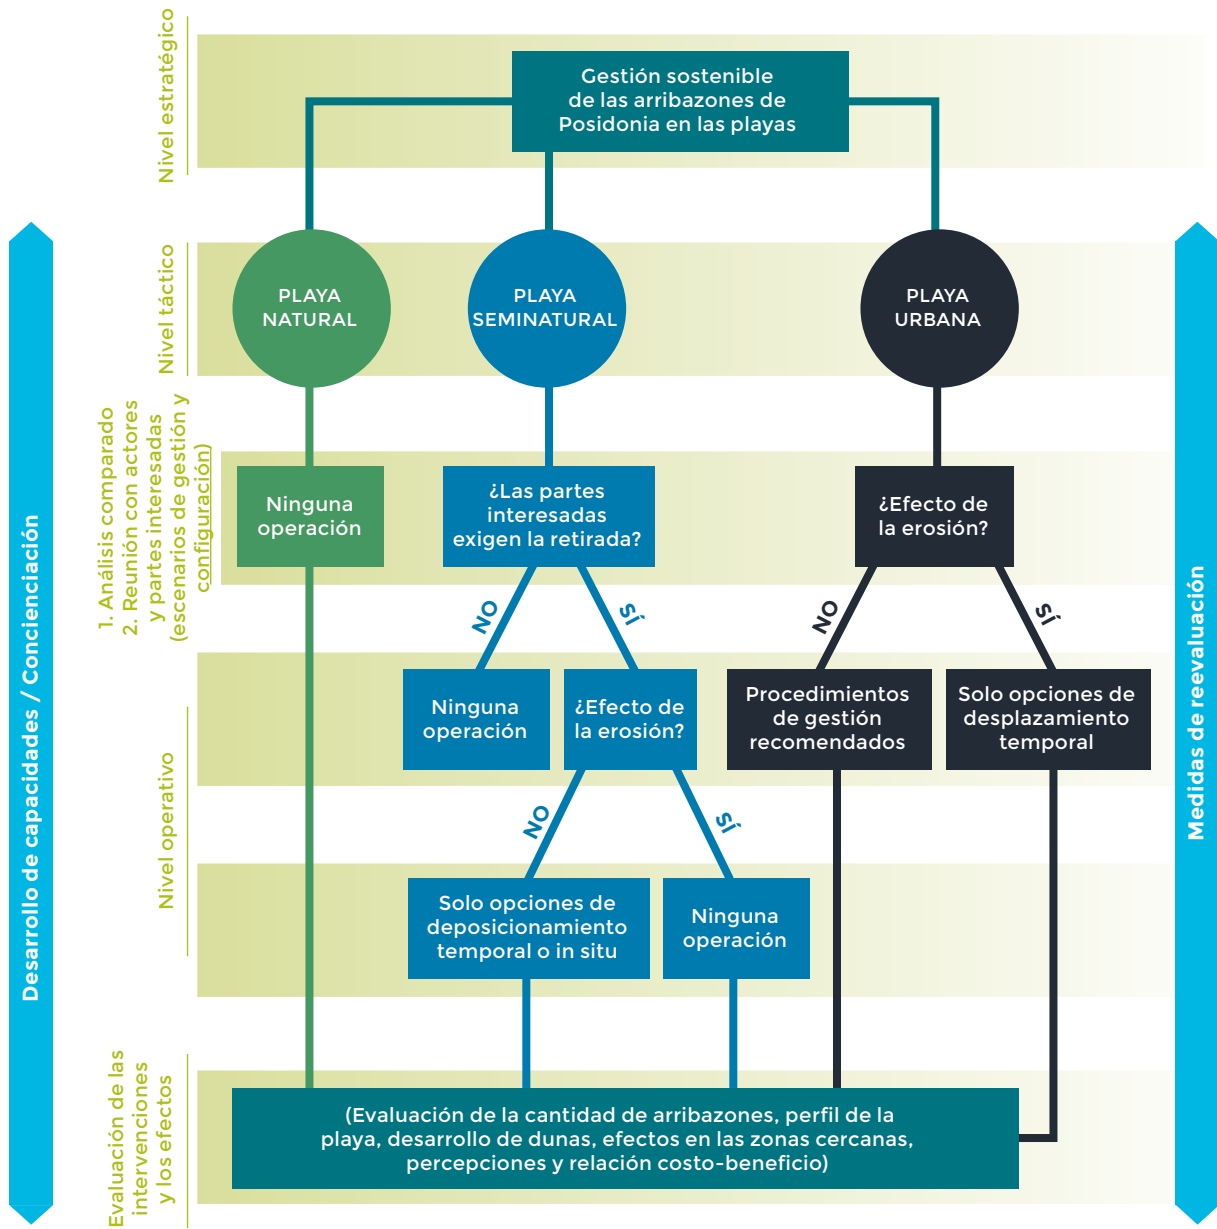 Nivel estratégico
Gestión sostenible
de las arribazones de
Posidonia en las playas
Nivel táctico
PLAYA
NATURAL
PLAYA
SEMINATURAL
PLAYA
URBANA
1. Análisis comparado
2. Reunión con actores
y partes interesadas
(escenarios de gestión y
configuración)
Ninguna
operación
¿Las partes
interesadas
exigen la retirada?
¿Efecto de
la erosión?
NO
SÍ
NO
SÍ
Nivel operativo
Ninguna
operación
¿Efecto de
la erosión?
Procedimientos
de gestión
recomendados
Solo opciones de
desplazamiento
temporal
NO
SÍ
Solo opciones de
deposicionamiento
temporal o in situ
Ninguna
operación
Evaluación de las
intervenciones
y los efectos
(Evaluación de la cantidad de arribazones, perfil de la
playa, desarrollo de dunas, efectos en las zonas cercanas,
percepciones y relación costo-beneficio)
Desarrollo de capacidades / Concienciación
Medidas de reevaluación